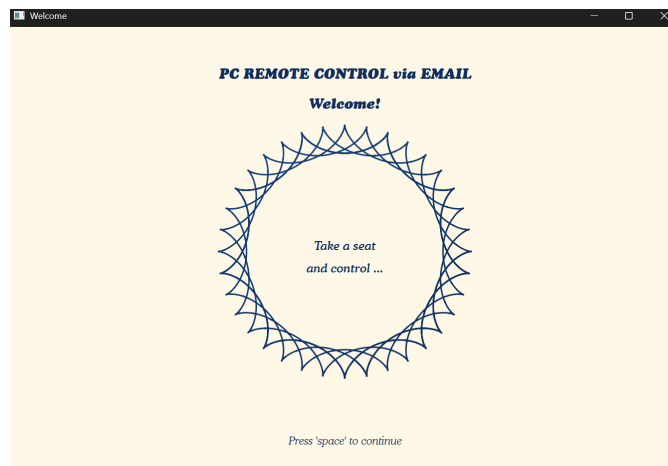 Welcome
PC REMOTE CONTROL via EMAIL
Welcome!
Take a seat
and control ...
Press 'space' to continue